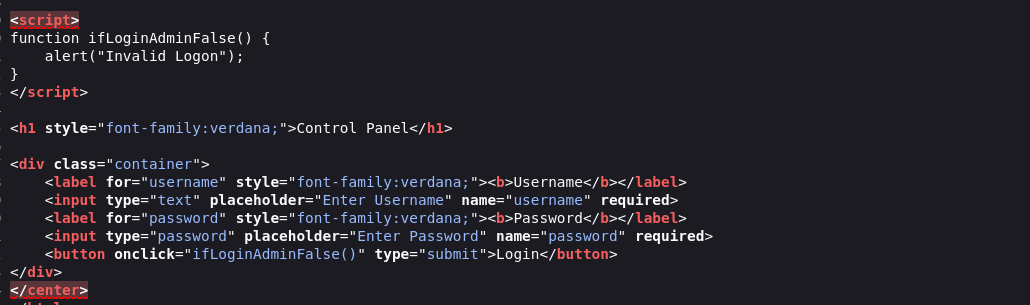 <script>
function ifLoginAdminFalse() {
    alert("Invalid Logon");
}
</script>
<h1 style="font-family:verdana;">Control Panel</h1>
<div class="container">
    <label for="username" style="font-family:verdana;"><b>Username</b></label>
    <input type="text" placeholder="Enter Username" name="username" required>
    <label for="password" style="font-family:verdana;"><b>Password</b></label>
    <input type="password" placeholder="Enter Password" name="password" required>
    <button onclick="ifLoginAdminFalse()" type="submit">Login</button>
</div>
</center>